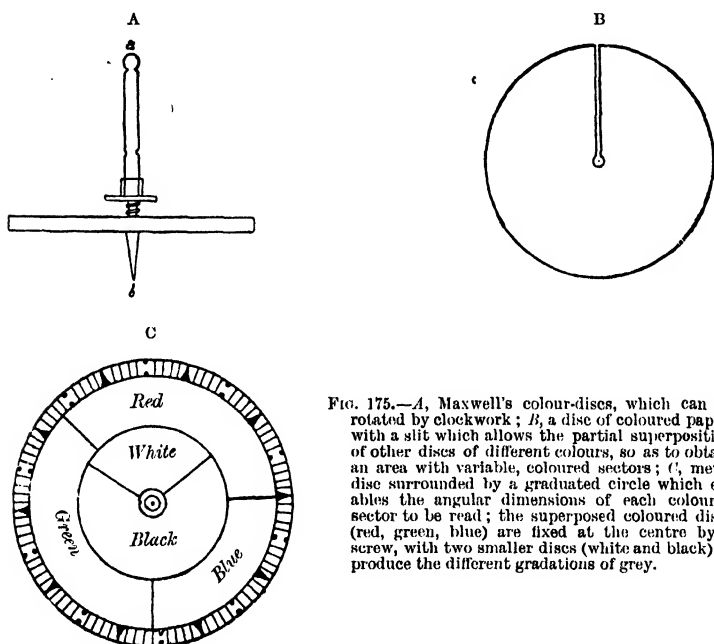 A
a
b
B
C
Red
White
Green
Black
Blue
FIG. 175.—A, Maxwell's colour-discs, which can
rotated by clockwork; B, a disc of coloured pap
with a slit which allows the partial superpositi
of other discs of different colours, so as to obta
an area with variable, coloured sectors; C, me
disc surrounded by a graduated circle which e
ables the angular dimensions of each colour
sector to be read; the superposed coloured di
(red, green, blue) are fixed at the centre by
screw, with two smaller discs (white and black)
produce the different gradations of grey.